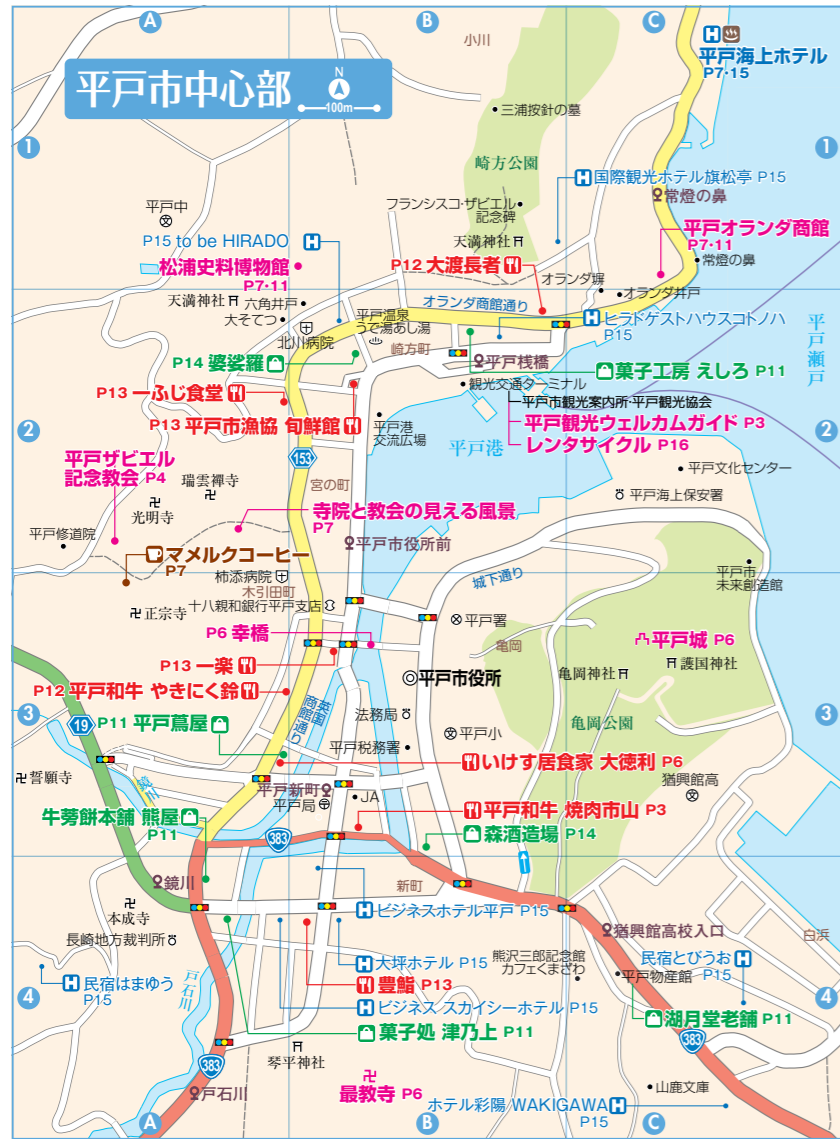 A
B
C
平戸市中心部
N
100m
小川
平戸海上ホテル
P7・15
1
1
三浦按針の墓
崎方公園
国際観光ホテル旗松亭 P15
常燈の鼻
フランシスコ・ザビエル
記念碑
平戸中
天満神社
P15 to be HIRADO
平戸オランダ商館
P7・11
松浦史料博物館
P7・11
P12 大渡長者
常燈の鼻
オランダ塀
オランダ井戸
天満神社
六角井戸
大そてつ
オランダ商館通り
平戸温泉
うで湯あし湯
北川病院
ヒラドゲストハウスコトノハ
P15
平戸瀬戸
崎方町
平戸桟橋
P14 婆娑羅
菓子工房 えしろ P11
観光交通ターミナル
平戸市観光案内所・平戸観光協会
P13 一ふじ食堂
平戸観光ウェルカムガイド P3
レンタサイクル P16
2
2
P13 平戸市漁協 旬鮮館
平戸港
交流広場
平戸港
153
平戸ザビエル
記念教会 P4
平戸文化センター
瑞雲禪寺
宮の町
平戸海上保安署
光明寺
寺院と教会の見える風景
P7
平戸修道院
平戸市役所前
マメルクコーヒー
P7
柿添病院
城下通り
平戸市
未来創造館
木引田町
正宗寺
十八親和銀行平戸支店
平戸署
P6 幸橋
亀岡
平戸城 P6
P13 一楽
護国神社
平戸市役所
亀岡神社
P12 平戸和牛 やきにく鈴
3
3
19
P11 平戸蔦屋
英国
商館通り
法務局
亀岡公園
平戸小
平戸税務署
いけす居食家 大徳利 P6
誓願寺
鏡川
猶興館高
平戸新町
平戸局
JA
牛蒡餅本舗 熊屋
P11
平戸和牛 焼肉市山 P3
383
森酒造場 P14
鏡川
新町
本成寺
ビジネスホテル平戸 P15
猶興館高校入口
白浜
長崎地方裁判所
熊沢三郎記念館
カフェくまざわ
民宿とびうお
P15
大坪ホテル P15
平戸物産館
民宿はまゆう
P15
豊鮨 P13
4
4
戸石川
ビジネス スカイシーホテル P15
湖月堂老舗 P11
菓子処 津乃上 P11
383
383
琴平神社
最教寺 P6
山鹿文庫
戸石川
ホテル彩陽 WAKIGAWA
P15
A
B
C